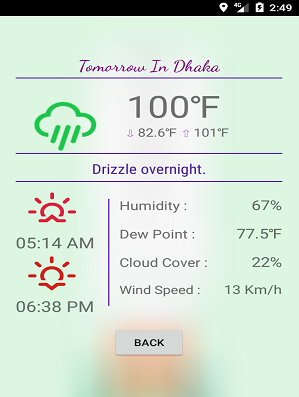 4G 2:49
Tomorrow In Dhaka
100°F
⇩ 82.6°F ⇧ 101°F
Drizzle overnight.
05:14 AM
06:38 PM
Humidity : 67%
Dew Point : 77.5°F
Cloud Cover : 22%
Wind Speed : 13 Km/h
BACK